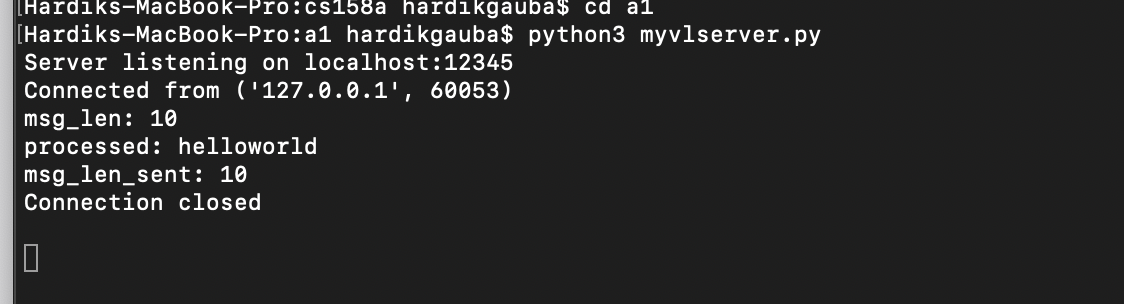 [Hardiks-MacBook-Pro:cs158a hardikgauba$ cd a1
[Hardiks-MacBook-Pro:a1 hardikgauba$ python3 myvlserver.py
Server listening on localhost:12345
Connected from ('127.0.0.1', 60053)
msg_len: 10
processed: helloworld
msg_len_sent: 10
Connection closed